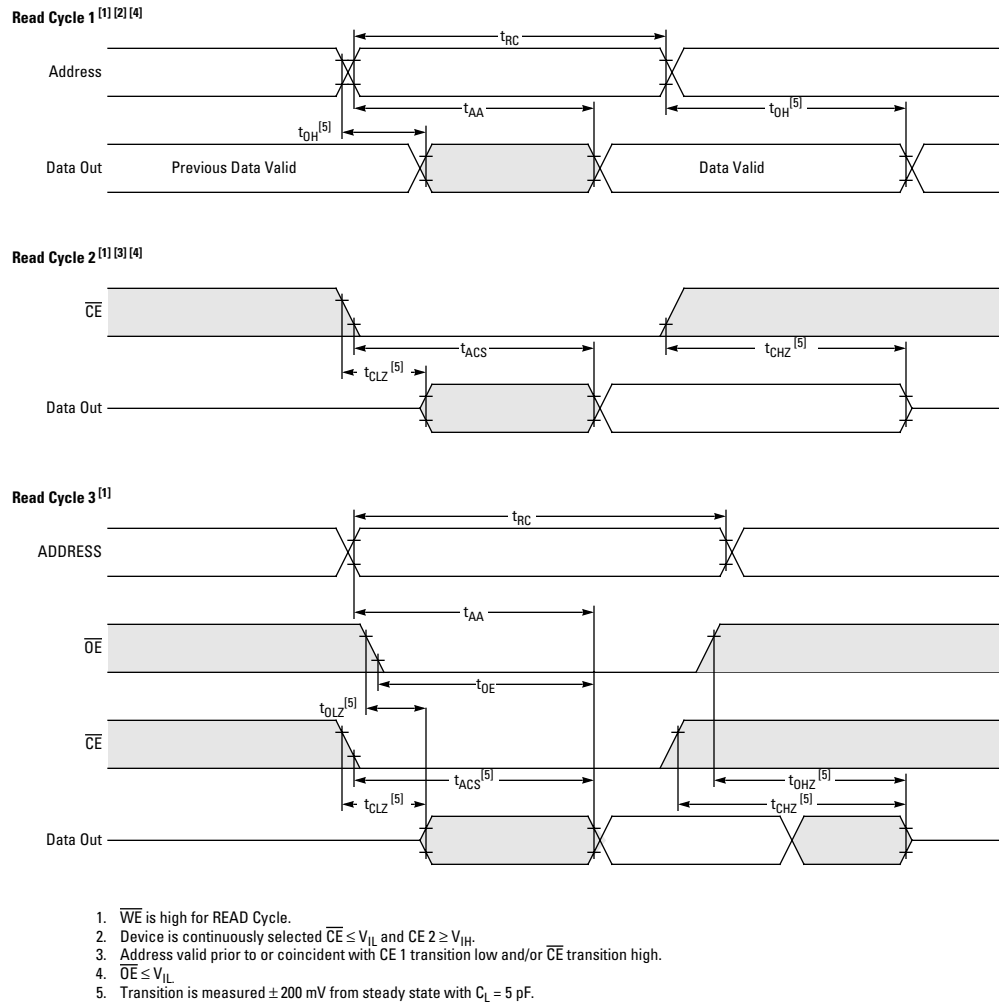 Read Cycle 1 [1] [2] [4]
tRC
Address
tAA
tOH[5]
tOH[5]
Data Out
Previous Data Valid
Data Valid
Read Cycle 2 [1] [3] [4]
CE
tACS
tCHZ [5]
tCLZ [5]
Data Out
Read Cycle 3 [1]
tRC
ADDRESS
tAA
OE
tOE
tOLZ[5]
CE
tACS[5]
tOHZ[5]
tCLZ [5]
tCHZ[5]
Data Out
1. WE is high for READ Cycle.
2. Device is continuously selected CE ≤ VIL and CE 2 ≥ VIH.
3. Address valid prior to or coincident with CE 1 transition low and/or CE transition high.
4. OE ≤ VIL.
5. Transition is measured ± 200 mV from steady state with CL = 5 pF.